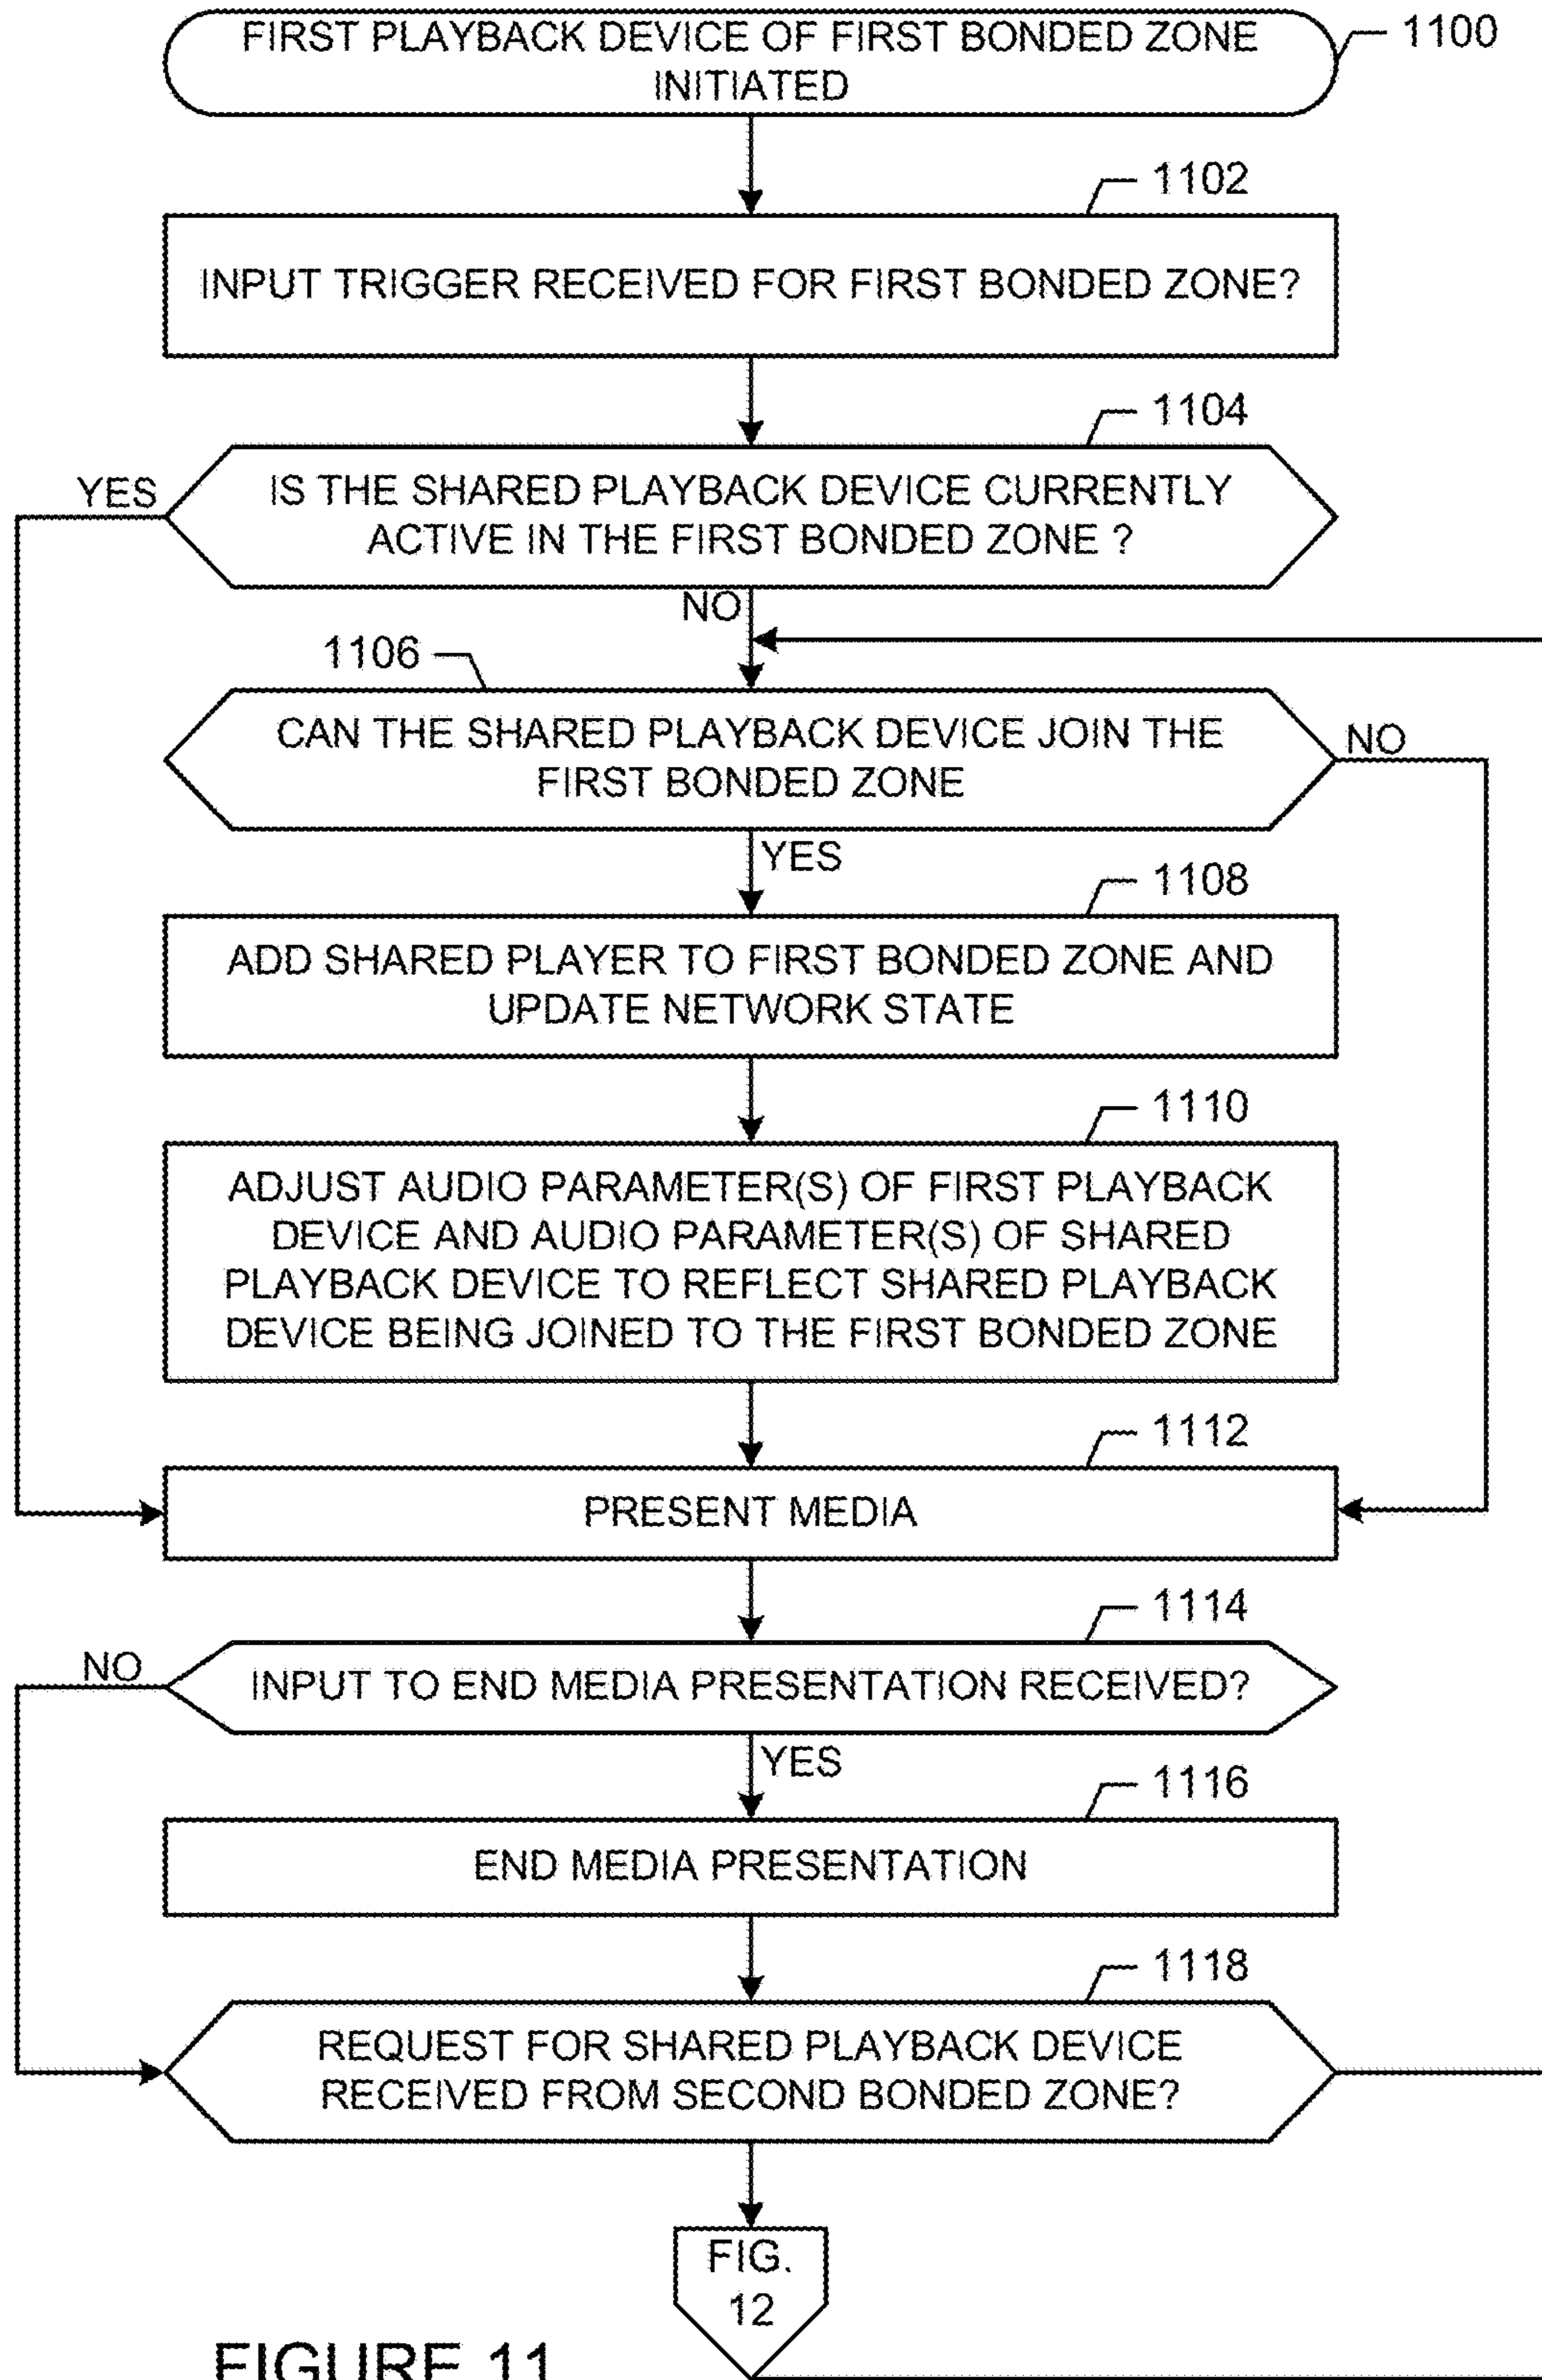 FIRST PLAYBACK DEVICE OF FIRST BONDED ZONE
INITIATED
1100
1102
INPUT TRIGGER RECEIVED FOR FIRST BONDED ZONE?
1104
YES
IS THE SHARED PLAYBACK DEVICE CURRENTLY
ACTIVE IN THE FIRST BONDED ZONE ?
NO
1106
CAN THE SHARED PLAYBACK DEVICE JOIN THE
FIRST BONDED ZONE
NO
YES
1108
ADD SHARED PLAYER TO FIRST BONDED ZONE AND
UPDATE NETWORK STATE
1110
ADJUST AUDIO PARAMETER(S) OF FIRST PLAYBACK
DEVICE AND AUDIO PARAMETER(S) OF SHARED
PLAYBACK DEVICE TO REFLECT SHARED PLAYBACK
DEVICE BEING JOINED TO THE FIRST BONDED ZONE
1112
PRESENT MEDIA
1114
NO
INPUT TO END MEDIA PRESENTATION RECEIVED?
YES
1116
END MEDIA PRESENTATION
1118
REQUEST FOR SHARED PLAYBACK DEVICE
RECEIVED FROM SECOND BONDED ZONE?
FIG.
12
FIGURE 11